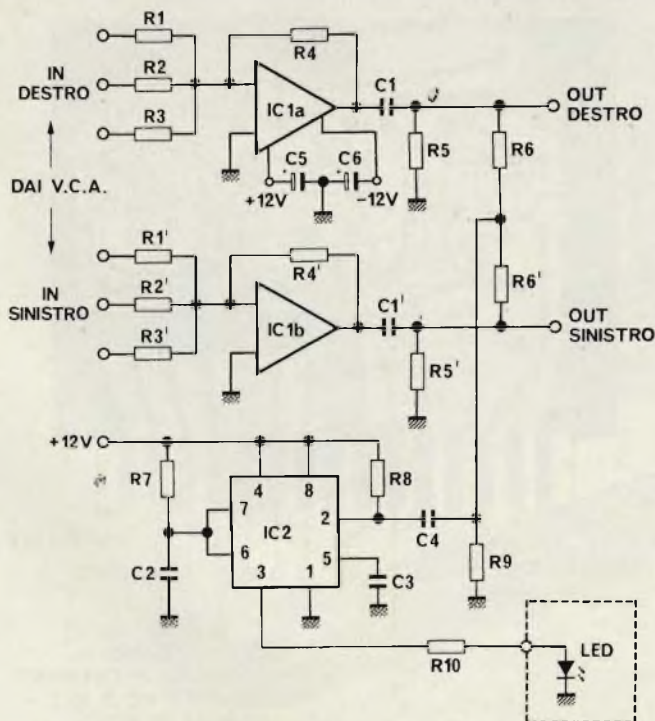 R1
R2
R3
IN
DESTRO
R4
IC1a
C1
OUT
DESTRO
R5
R6
C5
C6
+12V
-12V
DAI V.C.A.
R1'
R2'
R3'
IN
SINISTRO
R4'
IC1b
C1'
R6'
OUT
SINISTRO
R5'
+12V
R7
4
8
R8
7
2
IC2
6
5
C4
C2
3
1
C3
R9
R10
LED